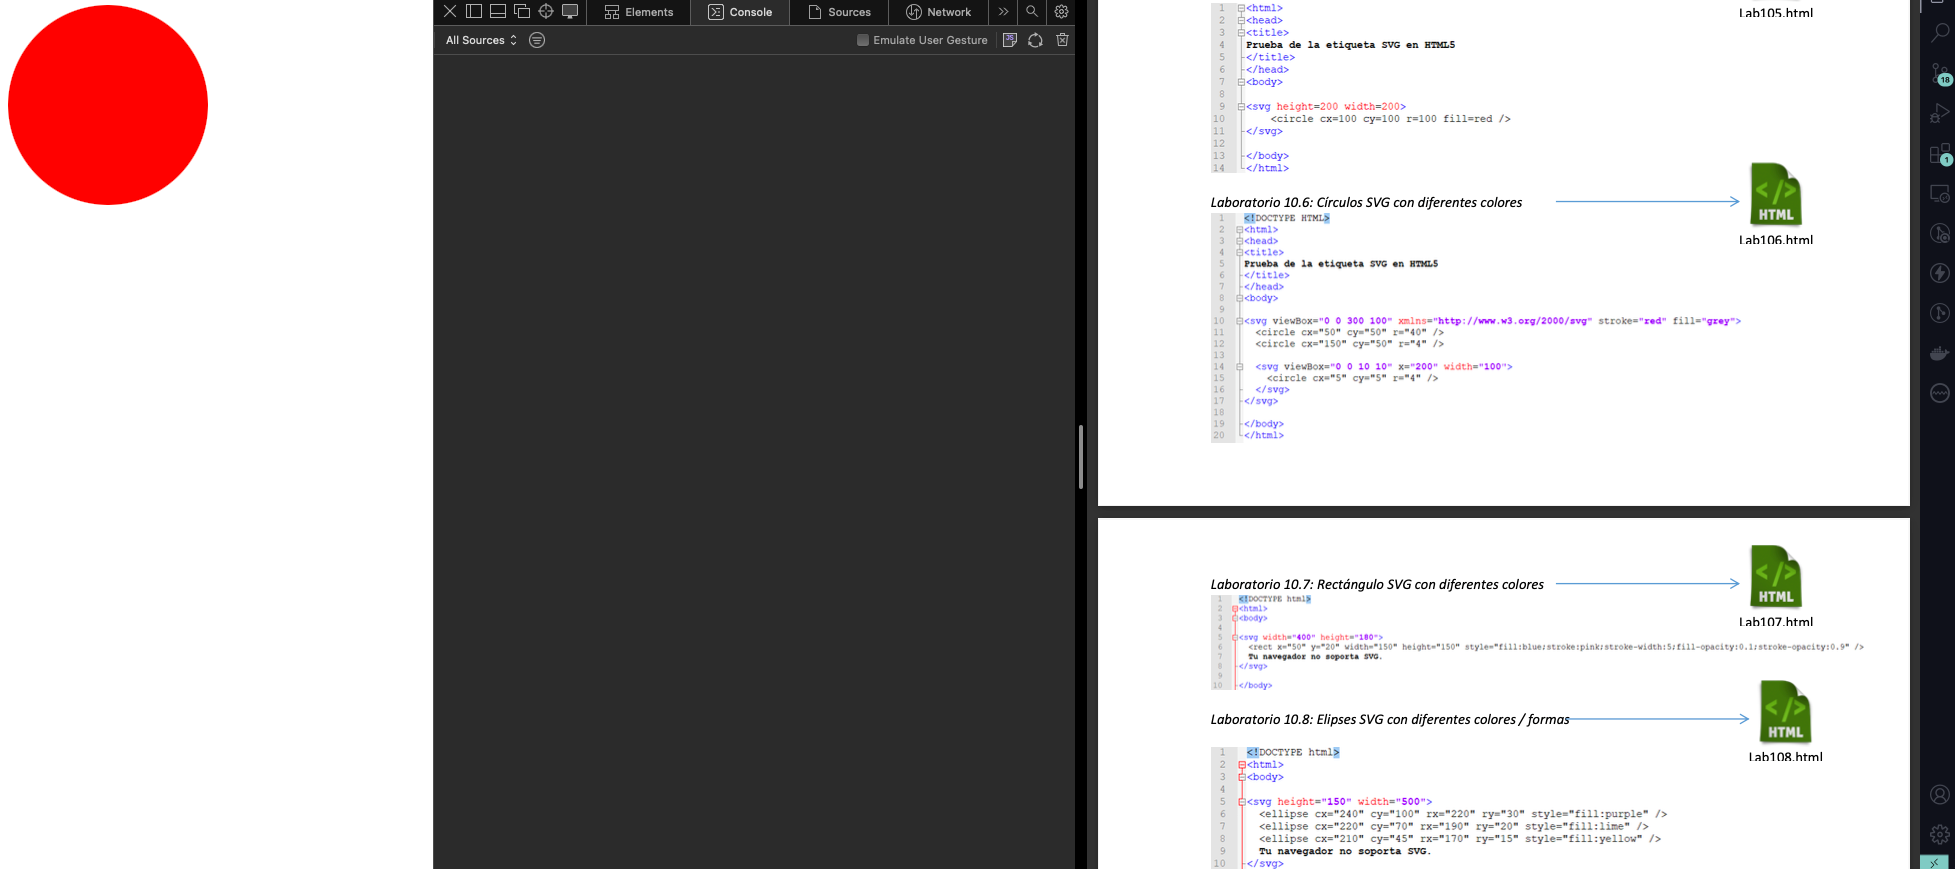 Elements
Console
Sources
Network
All Sources
Emulate User Gesture
1 <html>
2 <head>
3 <title>
4 Prueba de la etiqueta SVG en HTML5
5 </title>
6 </head>
7 <body>
8
9 <svg height=200 width=200>
10 <circle cx=100 cy=100 r=100 fill=red />
11 </svg>
12
13 </body>
14 </html>
Lab105.html
Laboratorio 10.6: Círculos SVG con diferentes colores
</> HTML
Lab106.html
1 <!DOCTYPE HTML>
2 <html>
3 <head>
4 <title>
5 Prueba de la etiqueta SVG en HTML5
6 </title>
7 </head>
8 <body>
9
10 <svg viewBox="0 0 300 100" xmlns="http://www.w3.org/2000/svg" stroke="red" fill="grey">
11 <circle cx="50" cy="50" r="40" />
12 <circle cx="150" cy="50" r="4" />
13
14 <svg viewBox="0 0 10 10" x="200" width="100">
15 <circle cx="5" cy="5" r="4" />
16 </svg>
17 </svg>
18
19 </body>
20 </html>
Laboratorio 10.7: Rectángulo SVG con diferentes colores
</> HTML
Lab107.html
1 <!DOCTYPE html>
2 <html>
3 <body>
4
5 <svg width="400" height="180">
6 <rect x="50" y="20" width="150" height="150" style="fill:blue;stroke:pink;stroke-width:5;fill-opacity:0.1;stroke-opacity:0.9" />
7 Tu navegador no soporta SVG.
8 </svg>
9
10 </body>
Laboratorio 10.8: Elipses SVG con diferentes colores / formas
</> HTML
Lab108.html
1 <!DOCTYPE html>
2 <html>
3 <body>
4
5 <svg height="150" width="500">
6 <ellipse cx="240" cy="100" rx="220" ry="30" style="fill:purple" />
7 <ellipse cx="220" cy="70" rx="190" ry="20" style="fill:lime" />
8 <ellipse cx="210" cy="45" rx="170" ry="15" style="fill:yellow" />
9 Tu navegador no soporta SVG.
10 </svg>
18
1